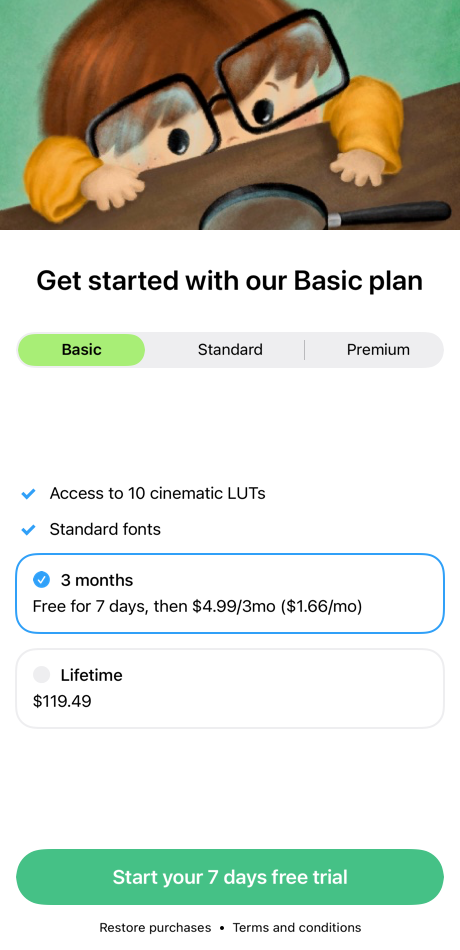 Get started with our Basic plan
Basic
Standard
Premium
Access to 10 cinematic LUTs
Standard fonts
3 months
Free for 7 days, then $4.99/3mo ($1.66/mo)
Lifetime
$119.49
Start your 7 days free trial
Restore purchases • Terms and conditions